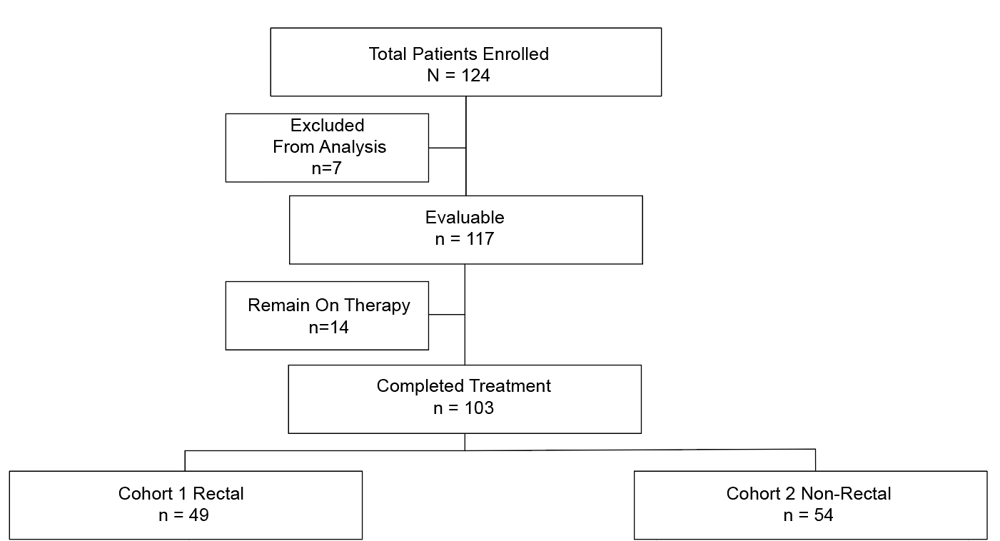 Total Patients Enrolled
N = 124
Excluded
From Analysis
n=7
Evaluable
n = 117
Remain On Therapy
n=14
Completed Treatment
n = 103
Cohort 1 Rectal
n = 49
Cohort 2 Non-Rectal
n = 54